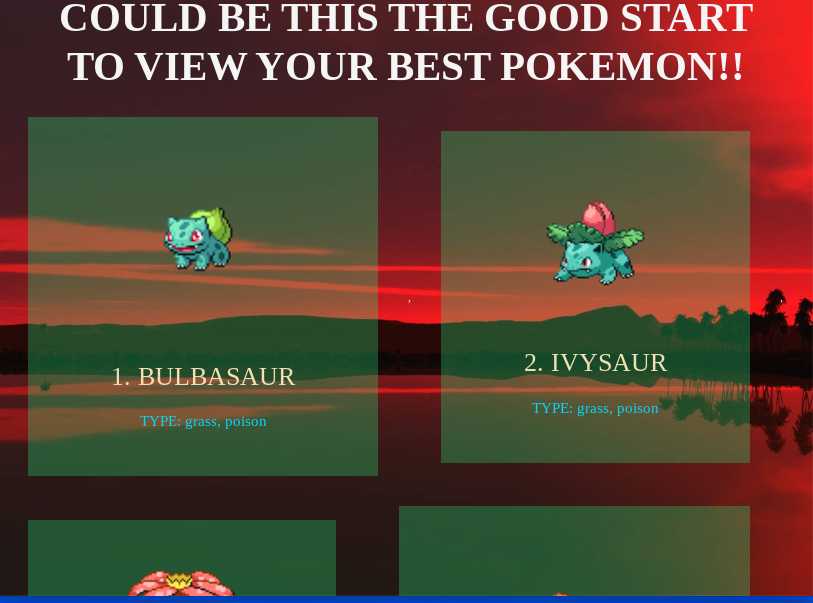 COULD BE THIS THE GOOD START
TO VIEW YOUR BEST POKEMON!!
1. BULBASAUR
TYPE: grass, poison
,
2. IVYSAUR
TYPE: grass, poison
,